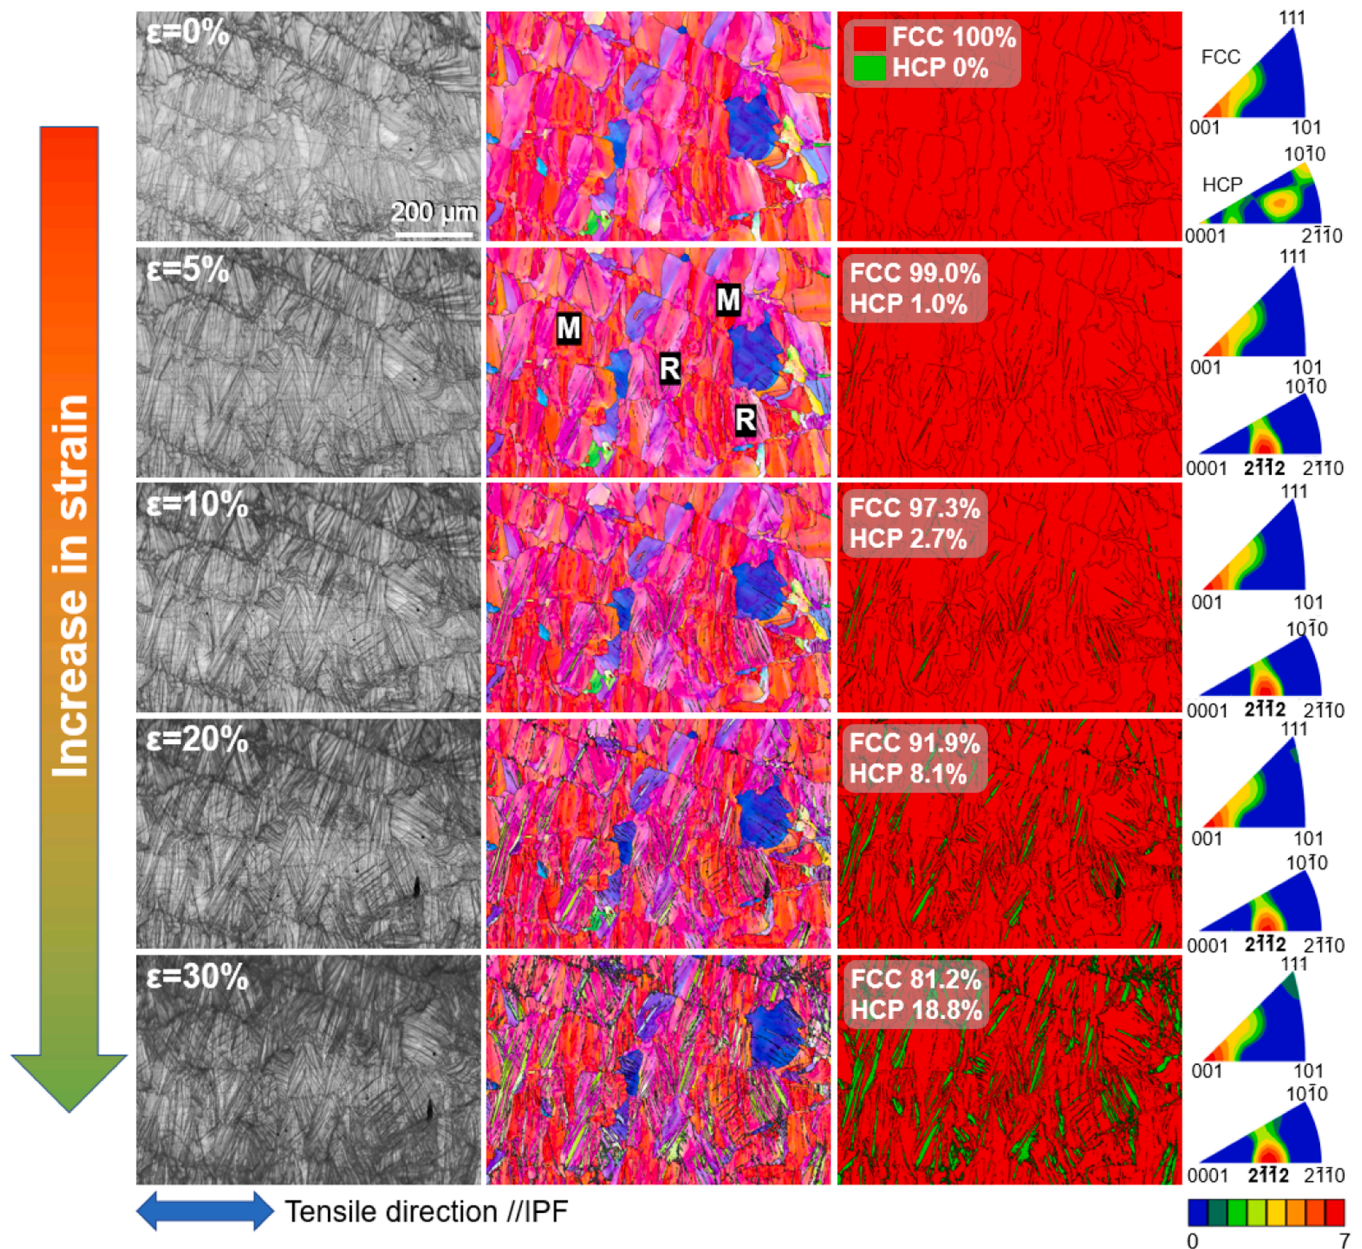 Increase in strain
ε=0%
200 µm
FCC 100%
HCP 0%
FCC
111
001
101
HCP
101̄0
0001
21̄1̄0
ε=5%
M
M
R
R
FCC 99.0%
HCP 1.0%
111
001
101
101̄0
0001
21̄1̄2
21̄1̄0
ε=10%
FCC 97.3%
HCP 2.7%
111
001
101
101̄0
0001
21̄1̄2
21̄1̄0
ε=20%
FCC 91.9%
HCP 8.1%
111
001
101
101̄0
0001
21̄1̄2
21̄1̄0
ε=30%
FCC 81.2%
HCP 18.8%
111
001
101
101̄0
0001
21̄1̄2
21̄1̄0
Tensile direction //IPF
0
7